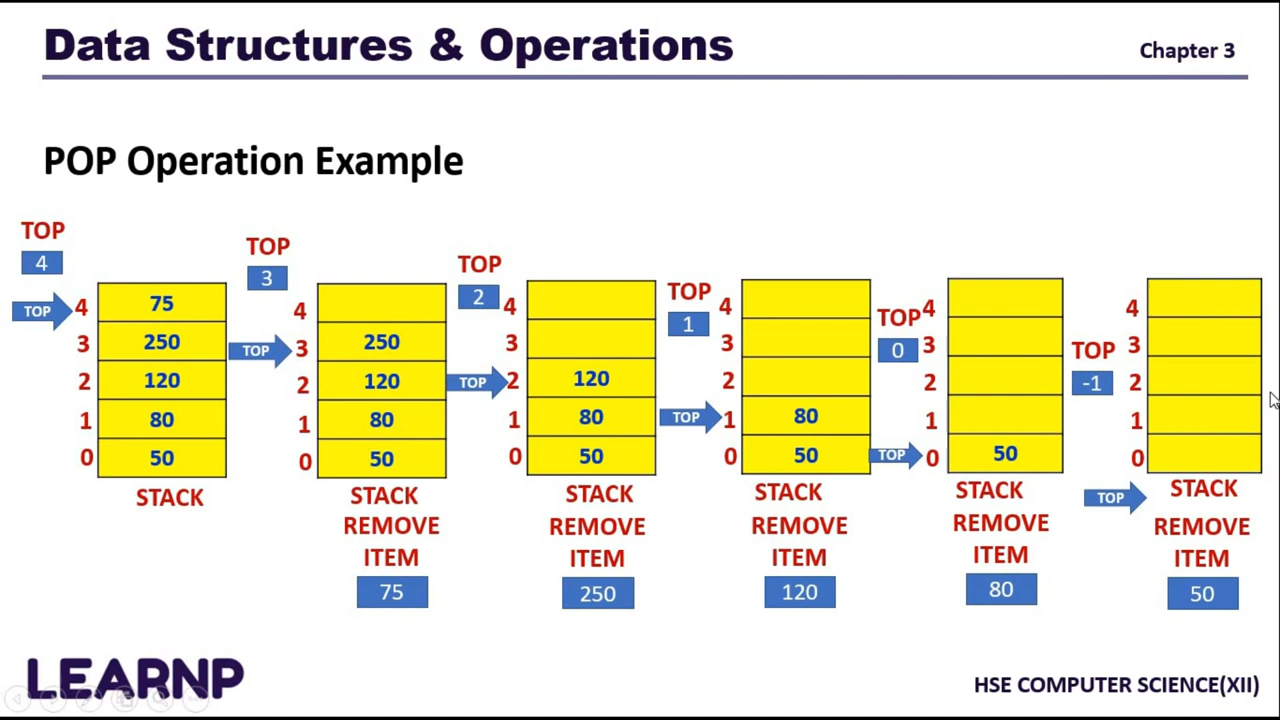 Data Structures & Operations
Chapter 3
POP Operation Example
TOP
4
TOP
4 75
3 250
2 120
1 80
0 50
STACK
TOP
3
TOP
4
3 250
2 120
1 80
0 50
STACK
REMOVE
ITEM
75
TOP
2
TOP
4
3
2 120
1 80
0 50
STACK
REMOVE
ITEM
250
TOP
1
TOP
4
3
2
1 80
0 50
STACK
REMOVE
ITEM
120
TOP
0
TOP
4
3
2
1
0 50
STACK
REMOVE
ITEM
80
TOP
-1
TOP
4
3
2
1
0
STACK
REMOVE
ITEM
50
LEARNP
HSE COMPUTER SCIENCE(XII)